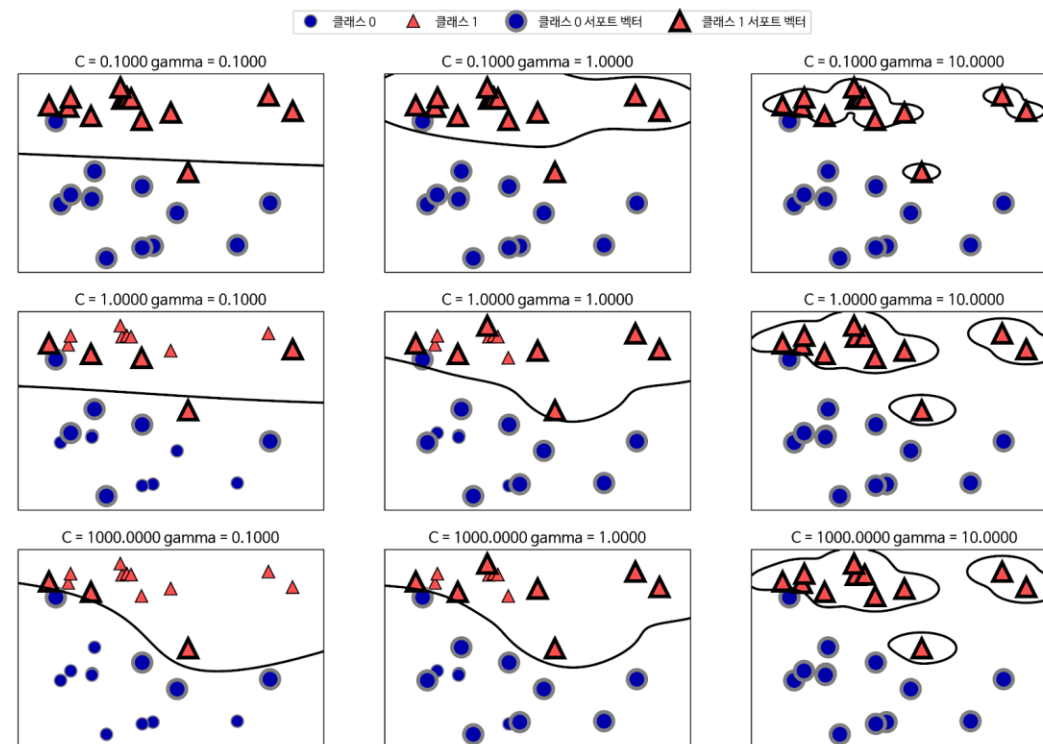 클래스 0 클래스 1 클래스 0 서포트 벡터 클래스 1 서포트 벡터
C = 0.1000 gamma = 0.1000
C = 0.1000 gamma = 1.0000
C = 0.1000 gamma = 10.0000
C = 1.0000 gamma = 0.1000
C = 1.0000 gamma = 1.0000
C = 1.0000 gamma = 10.0000
C = 1000.0000 gamma = 0.1000
C = 1000.0000 gamma = 1.0000
C = 1000.0000 gamma = 10.0000